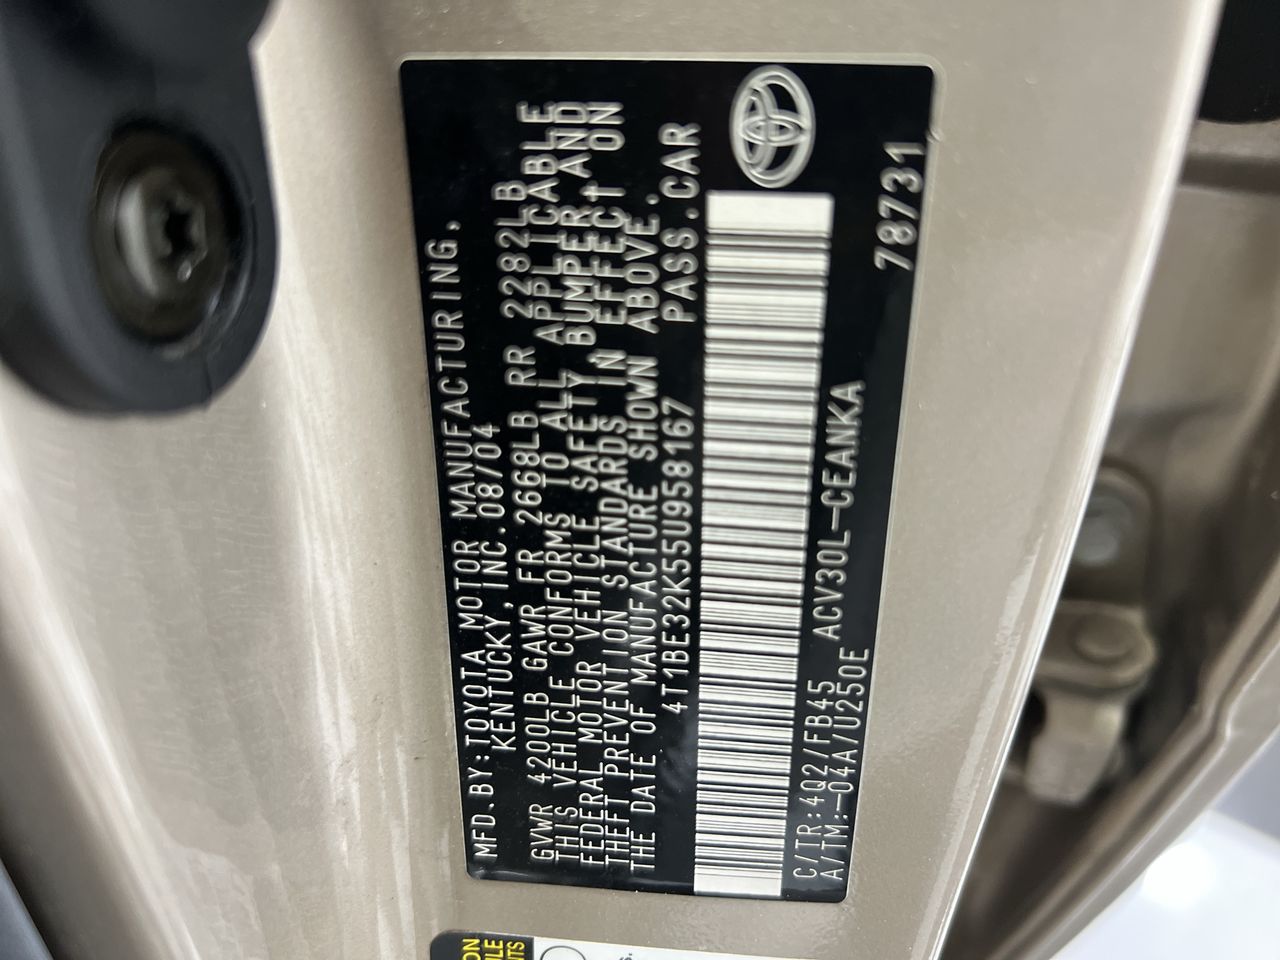 MFD.BY:TOYOTA MOTOR MANUFACTURING,
KENTUCKY, INC.08/04
GVWR 4200LB GAWR FR 2668LB RR 2282LB
THIS VEHICLE CONFORMS TO ALL APPLICABLE
FEDERAL MOTOR VEHICLE SAFETY,BUMPER,AND
THEFT PREVENTION STANDARDS IN EFFECT ON
THE DATE OF MANUFACTURE SHOWN ABOVE.
4T1BE32K55U958167 PASS.CAR
C/TR:4Q2/FB45 ACV30L-CEANKA
A/TM:-04A/U250E 78731